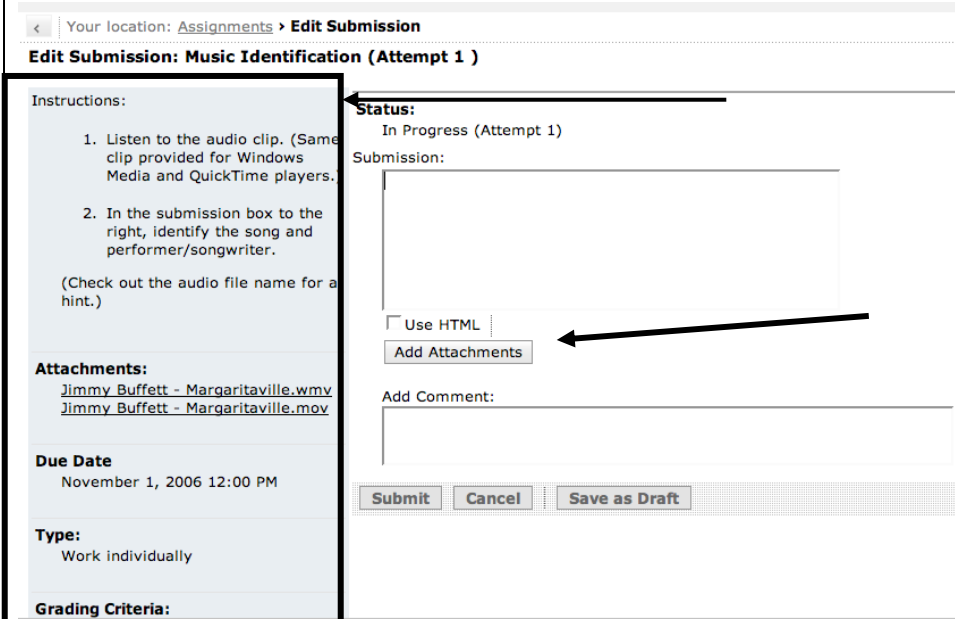 Your location: Assignments › Edit Submission
Edit Submission: Music Identification (Attempt 1 )
Instructions:
1. Listen to the audio clip. (Same
clip provided for Windows
Media and QuickTime players.)
2. In the submission box to the
right, identify the song and
performer/songwriter.
(Check out the audio file name for a
hint.)
Attachments:
Jimmy Buffett - Margaritaville.wmv
Jimmy Buffett - Margaritaville.mov
Due Date
November 1, 2006 12:00 PM
Type:
Work individually
Grading Criteria:
Status:
In Progress (Attempt 1)
Submission:
Use HTML
Add Attachments
Add Comment:
Submit Cancel Save as Draft